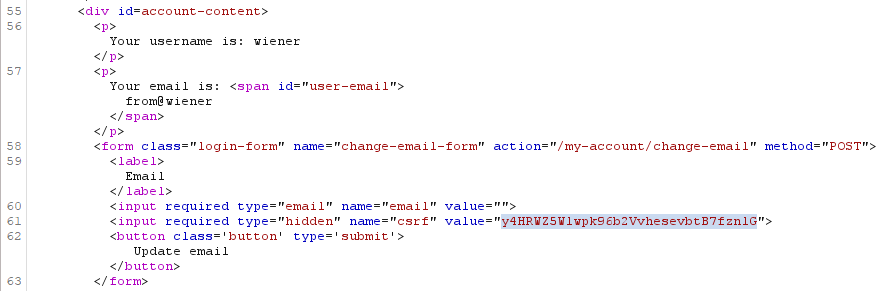 55 <div id=account-content>
56 <p>
Your username is: wiener
</p>
57 <p>
Your email is: <span id="user-email">
from@wiener
</span>
</p>
58 <form class="login-form" name="change-email-form" action="/my-account/change-email" method="POST">
59 <label>
Email
</label>
60 <input required type="email" name="email" value="">
61 <input required type="hidden" name="csrf" value="y4HRWZ5Wlwpk96b2VvhesevbtB7fznlG">
62 <button class='button' type='submit'>
Update email
</button>
63 </form>